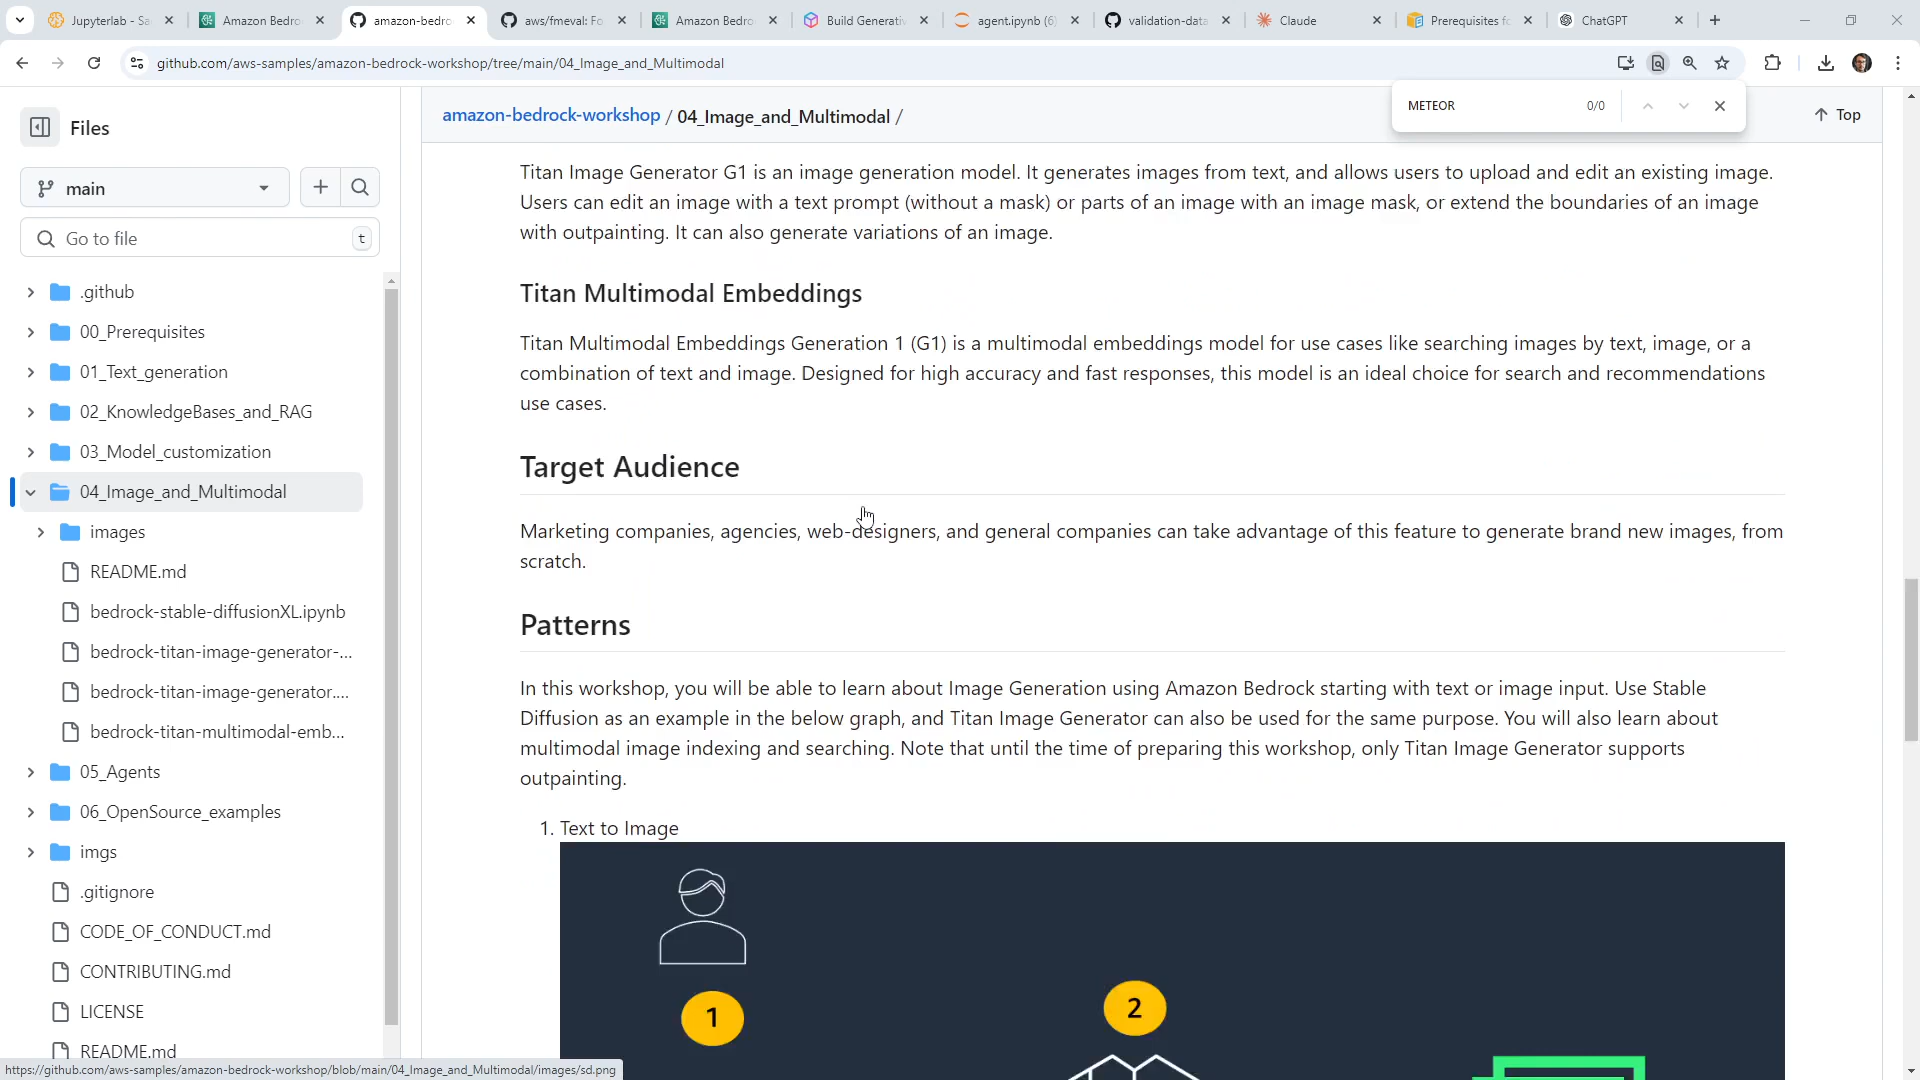 Jupyterlab - Sa
Amazon Bedro
amazon-bedro
aws/fmeval: Fo
Amazon Bedro
Build Generativ
agent.ipynb (6)
validation-data
Claude
Prerequisites fo
ChatGPT
github.com/aws-samples/amazon-bedrock-workshop/tree/main/04_Image_and_Multimodal
METEOR 0/0
Files
main
Go to file t
.github
00_Prerequisites
01_Text_generation
02_KnowledgeBases_and_RAG
03_Model_customization
04_Image_and_Multimodal
images
README.md
bedrock-stable-diffusionXL.ipynb
bedrock-titan-image-generator-...
bedrock-titan-image-generator....
bedrock-titan-multimodal-emb...
05_Agents
06_OpenSource_examples
imgs
.gitignore
CODE_OF_CONDUCT.md
CONTRIBUTING.md
LICENSE
README.md
https://github.com/aws-samples/amazon-bedrock-workshop/blob/main/04_Image_and_Multimodal/images/sd.png
amazon-bedrock-workshop / 04_Image_and_Multimodal /
Top
Titan Image Generator G1 is an image generation model. It generates images from text, and allows users to upload and edit an existing image.
Users can edit an image with a text prompt (without a mask) or parts of an image with an image mask, or extend the boundaries of an image
with outpainting. It can also generate variations of an image.
Titan Multimodal Embeddings
Titan Multimodal Embeddings Generation 1 (G1) is a multimodal embeddings model for use cases like searching images by text, image, or a
combination of text and image. Designed for high accuracy and fast responses, this model is an ideal choice for search and recommendations
use cases.
Target Audience
Marketing companies, agencies, web-designers, and general companies can take advantage of this feature to generate brand new images, from
scratch.
Patterns
In this workshop, you will be able to learn about Image Generation using Amazon Bedrock starting with text or image input. Use Stable
Diffusion as an example in the below graph, and Titan Image Generator can also be used for the same purpose. You will also learn about
multimodal image indexing and searching. Note that until the time of preparing this workshop, only Titan Image Generator supports
outpainting.
1. Text to Image
1
2